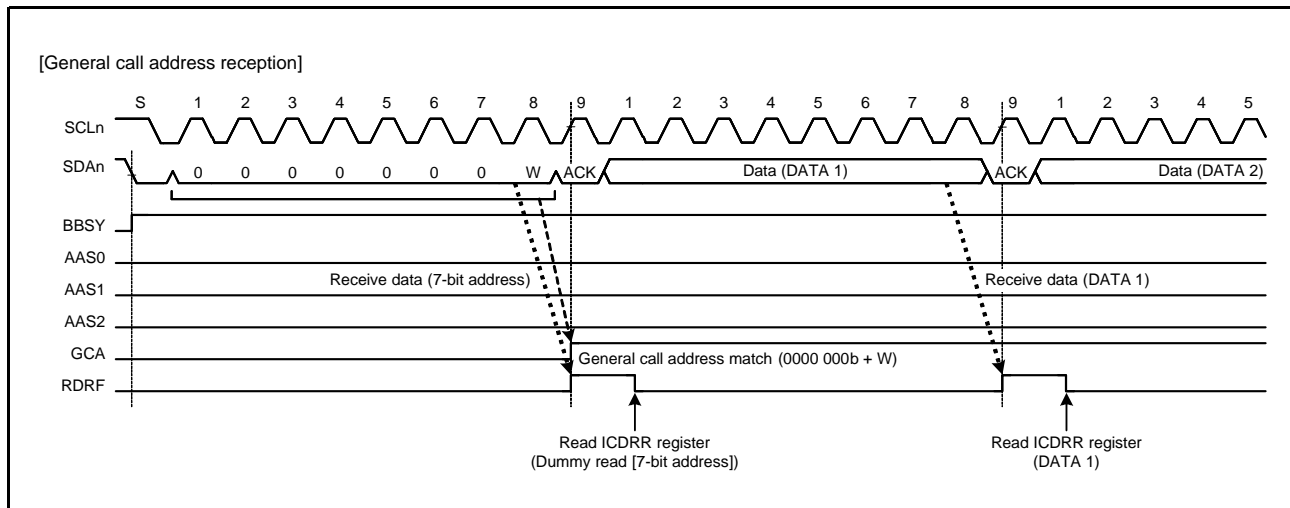 [General call address reception]
S 1 2 3 4 5 6 7 8 9 1 2 3 4 5 6 7 8 9 1 2 3 4 5
SCLn
SDAn 0 0 0 0 0 0 0 W ACK Data (DATA 1) ACK Data (DATA 2)
BBSY
AAS0
Receive data (7-bit address) Receive data (DATA 1)
AAS1
AAS2
GCA General call address match (0000 000b + W)
RDRF
Read ICDRR register
(Dummy read [7-bit address])
Read ICDRR register
(DATA 1)